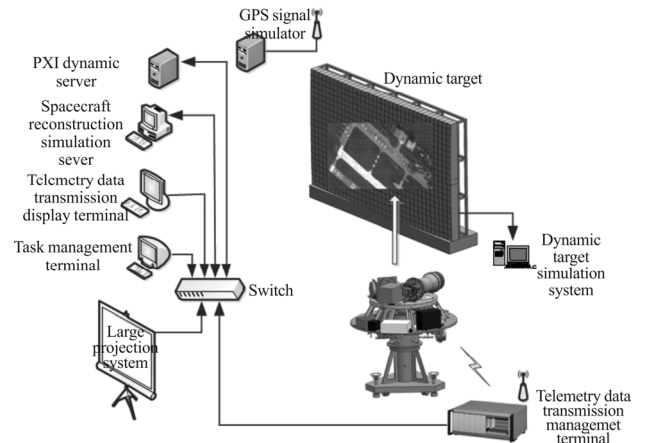 GPS signal
simulator
PXI dynamic
server
Dynamic target
Spacecraft
reconstruction
simulation
sever
Telemetry data
transmission
display terminal
Task management
terminal
Switch
Dynamic
target
simulation
system
Large
projection
system
Telemetry data
transmission
managemet
terminal